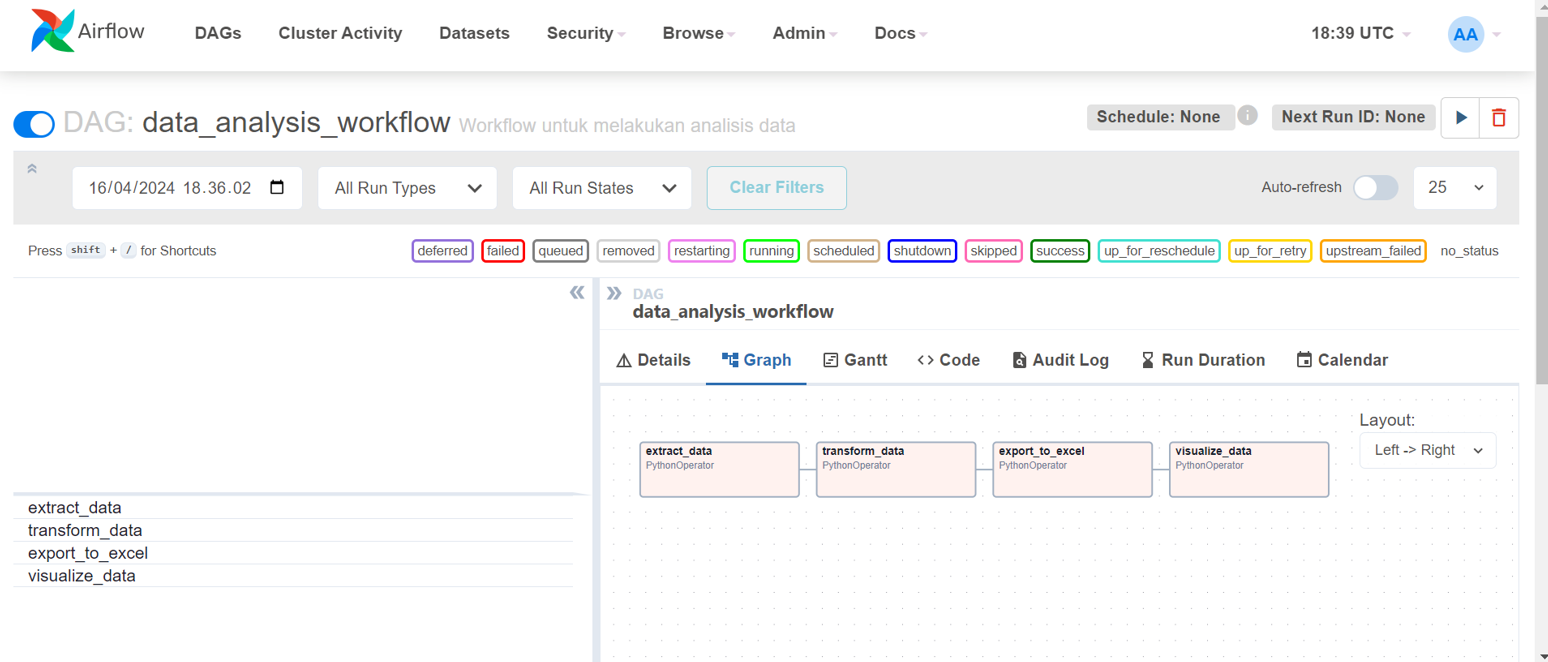 Airflow DAGs Cluster Activity Datasets Security Browse Admin Docs 18:39 UTC AA
DAG: data_analysis_workflow Workflow untuk melakukan analisis data Schedule: None i Next Run ID: None
16/04/2024 18.36.02 All Run Types All Run States Clear Filters Auto-refresh 25
Press shift + / for Shortcuts deferred failed queued removed restarting running scheduled shutdown skipped success up_for_reschedule up_for_retry upstream_failed no_status
DAG
data_analysis_workflow
Details Graph Gantt Code Audit Log Run Duration Calendar
Layout:
Left -> Right
extract_data
PythonOperator
transform_data
PythonOperator
export_to_excel
PythonOperator
visualize_data
PythonOperator
extract_data
transform_data
export_to_excel
visualize_data